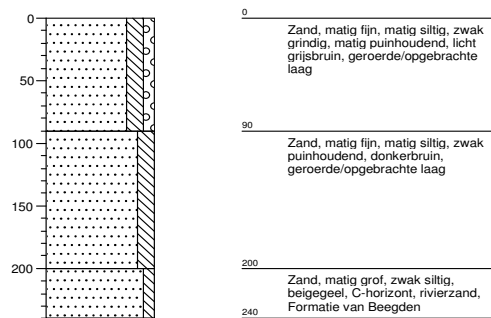 0
50
100
150
200
0
Zand, matig fijn, matig siltig, zwak
grindig, matig puinhoudend, licht
grijsbruin, geroerde/opgebrachte
laag
90
Zand, matig fijn, matig siltig, zwak
puinhoudend, donkerbruin,
geroerde/opgebrachte laag
200
Zand, matig grof, zwak siltig,
beigegeel, C-horizont, rivierzand,
Formatie van Beegden
240